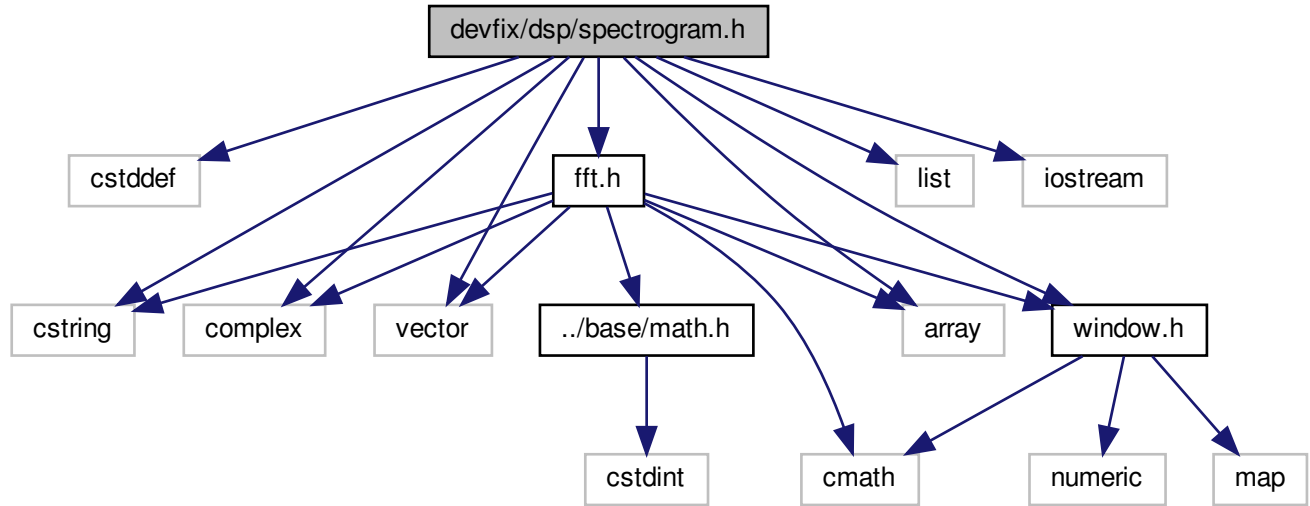 devfix/dsp/spectrogram.h
cstddef
fft.h
list
iostream
cstring
complex
vector
../base/math.h
array
window.h
cstdint
cmath
numeric
map